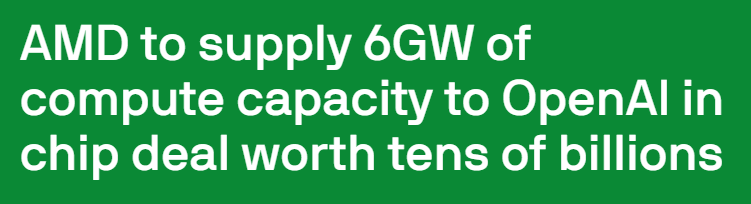 AMD to supply 6GW of
compute capacity to OpenAI in
chip deal worth tens of billions